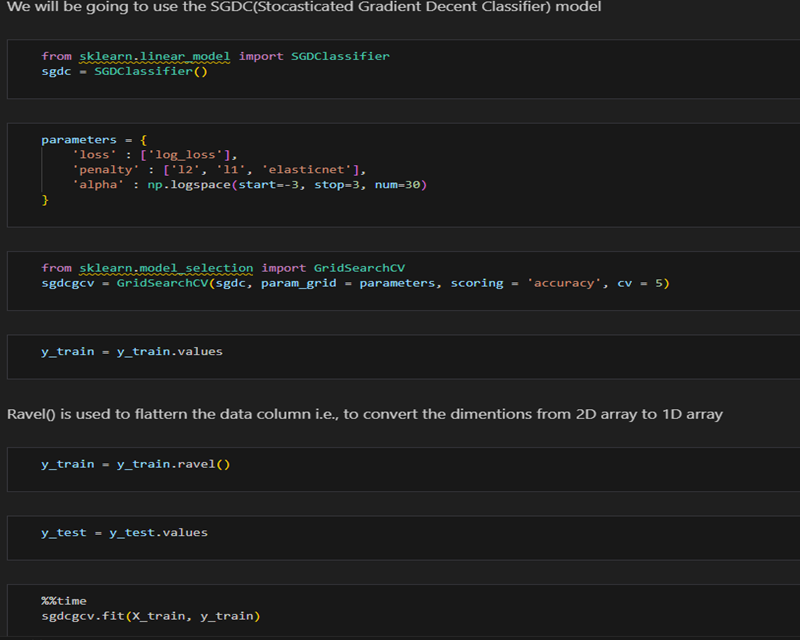 We will be going to use the SGDC(Stocasticated Gradient Decent Classifier) model
from sklearn.linear_model import SGDClassifier
sgdc = SGDClassifier()
parameters = {
'loss' : ['log_loss'],
'penalty' : ['l2', 'l1', 'elasticnet'],
'alpha' : np.logspace(start=-3, stop=3, num=30)
}
from sklearn.model_selection import GridSearchCV
sgdcgcv = GridSearchCV(sgdc, param_grid = parameters, scoring = 'accuracy', cv = 5)
y_train = y_train.values
Ravel() is used to flattern the data column i.e., to convert the dimentions from 2D array to 1D array
y_train = y_train.ravel()
y_test = y_test.values
%%time
sgdcgcv.fit(X_train, y_train)